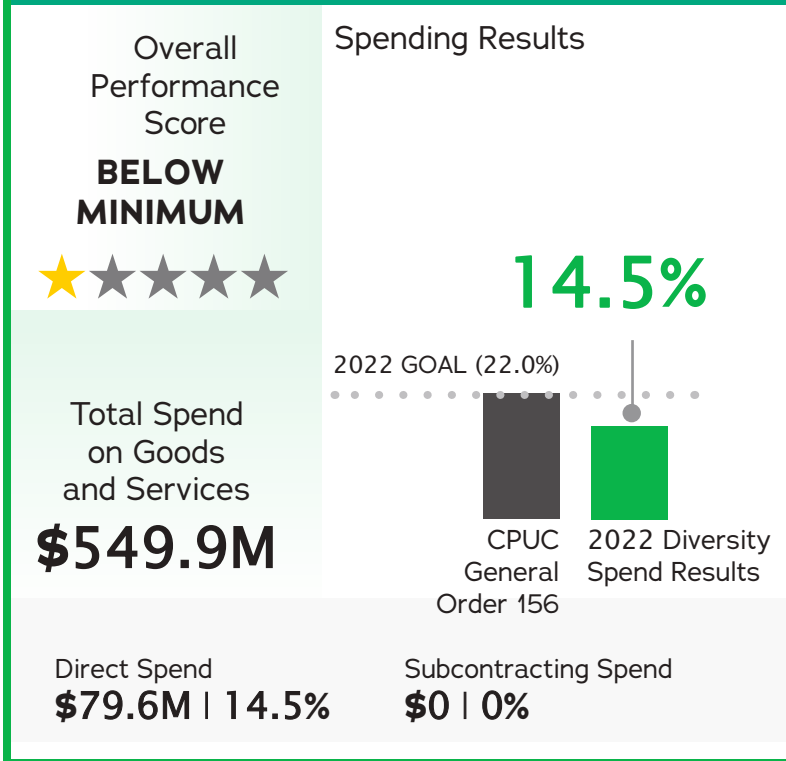 Overall
Performance
Score
BELOW
MINIMUM
Total Spend
on Goods
and Services
$549.9M
Spending Results
14.5%
2022 GOAL (22.0%)
CPUC
General
Order 156
2022 Diversity
Spend Results
Direct Spend
$79.6M | 14.5%
Subcontracting Spend
$0 | 0%